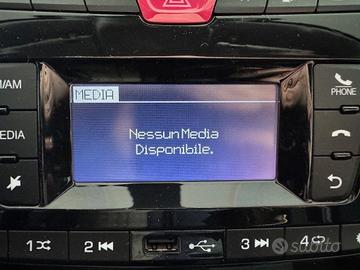 MEDIA
Nessun Media
Disponibile.
M/AM
EDIA
PHONE
1
2
3
4
subito